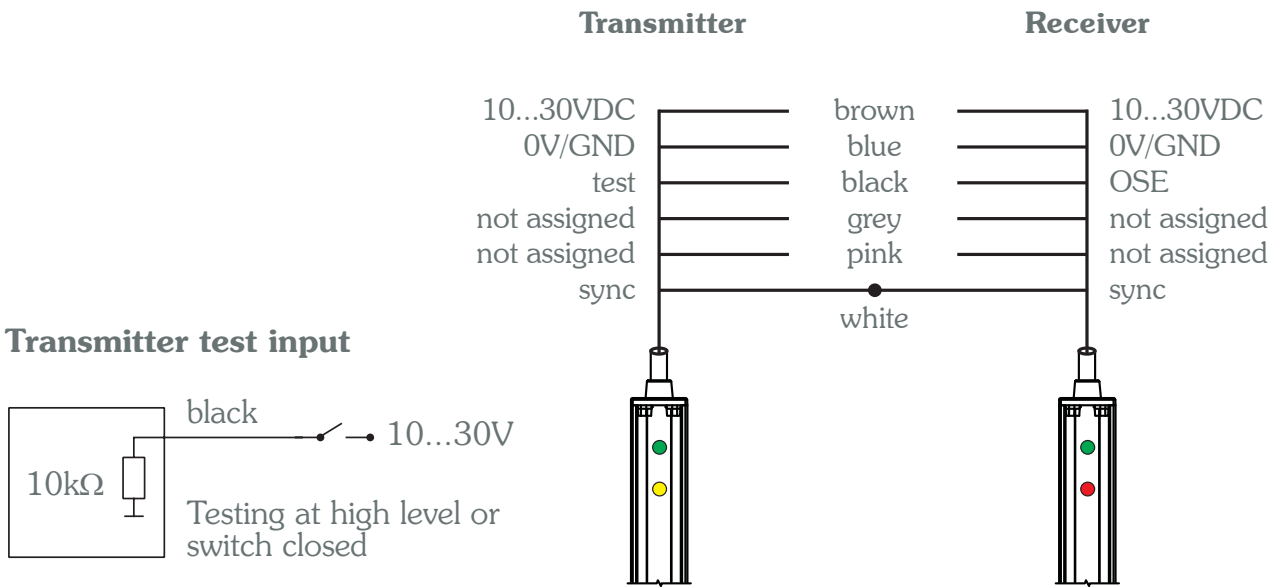 Transmitter Receiver
10...30VDC brown 10...30VDC
0V/GND blue 0V/GND
test black OSE
not assigned grey not assigned
not assigned pink not assigned
sync sync
white
Transmitter test input
black
10...30V
10kΩ
Testing at high level or
switch closed